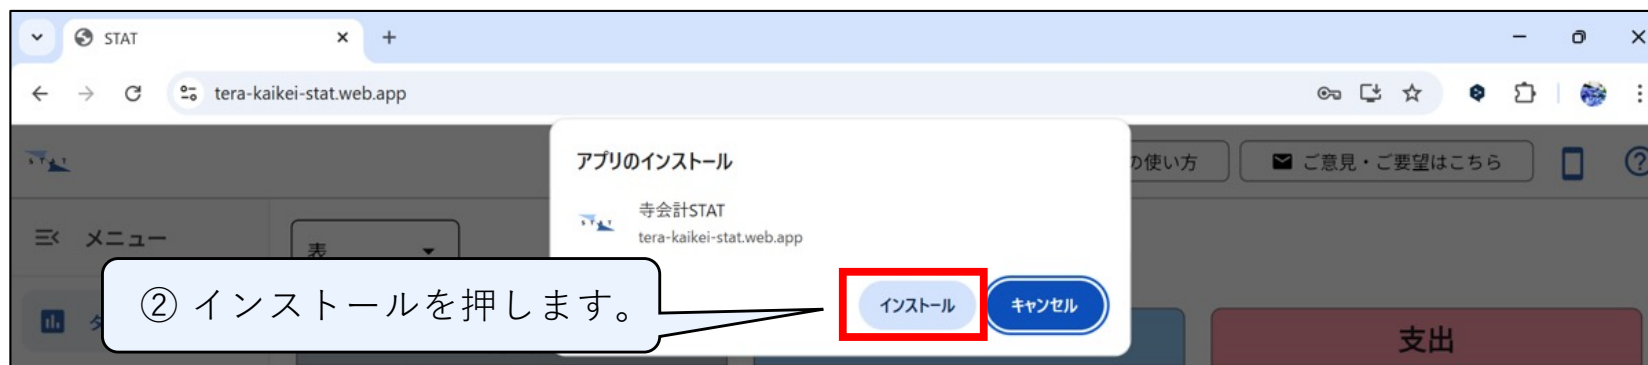 STAT
tera-kaikei-stat.web.app
アプリのインストール
の使い方
ご意見・ご要望はこちら
STAT
寺会計STAT
tera-kaikei-stat.web.app
メニュー
表
② インストールを押します。
インストール
キャンセル
支出